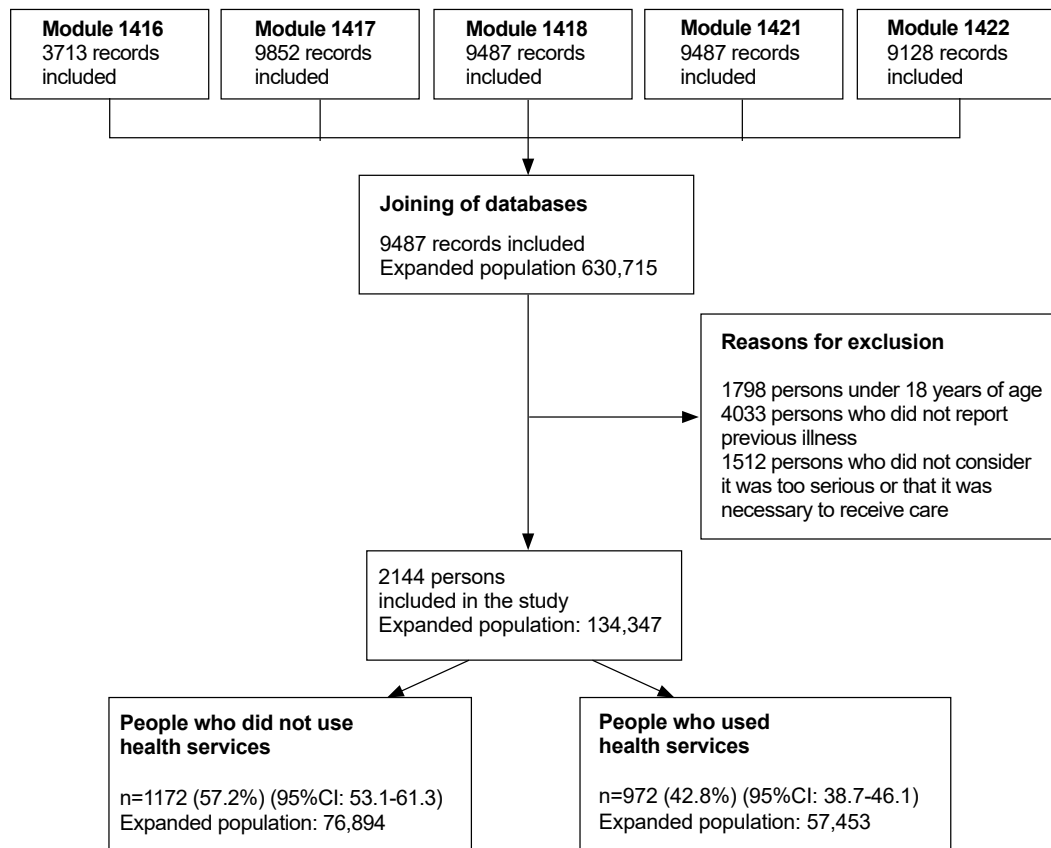 Module 1416
3713 records
included
Module 1417
9852 records
included
Module 1418
9487 records
included
Module 1421
9487 records
included
Module 1422
9128 records
included
Joining of databases
9487 records included
Expanded population 630,715
Reasons for exclusion
1798 persons under 18 years of age
4033 persons who did not report
previous illness
1512 persons who did not consider
it was too serious or that it was
necessary to receive care
2144 persons
included in the study
Expanded population: 134,347
People who did not use
health services
n=1172 (57.2%) (95%CI: 53.1-61.3)
Expanded population: 76,894
People who used
health services
n=972 (42.8%) (95%CI: 38.7-46.1)
Expanded population: 57,453